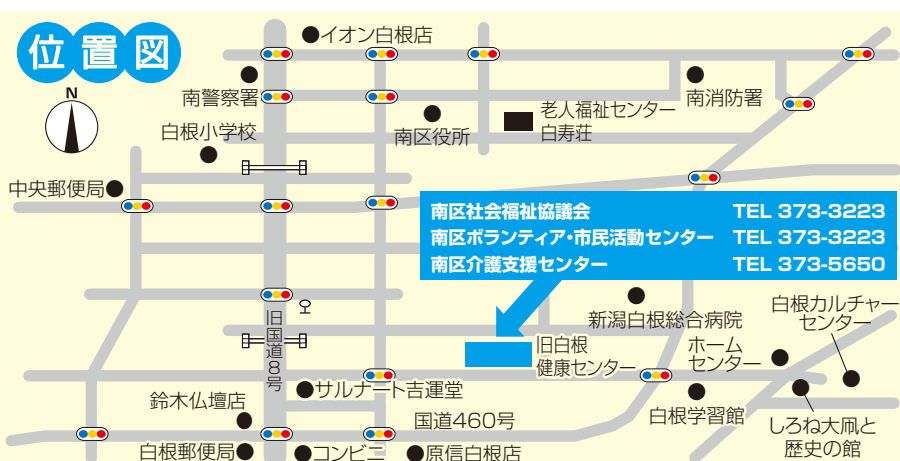 位置図
N
イオン白根店
南警察署
白根小学校
中央郵便局
南区役所
老人福祉センター
白寿荘
南消防署
南区社会福祉協議会 TEL 373-3223
南区ボランティア・市民活動センター TEL 373-3223
南区介護支援センター TEL 373-5650
旧国道8号
新潟白根総合病院
白根カルチャー
センター
旧白根
健康センター
ホーム
センター
サルナート吉運堂
鈴木仏壇店
国道460号
白根学習館
しろね大凧と
歴史の館
白根郵便局
コンビニ
原信白根店